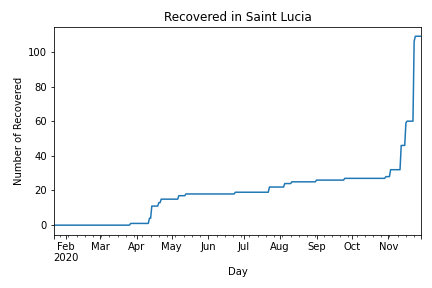 Recovered in Saint Lucia
Number of Recovered
100
80
60
40
20
0
Feb Mar Apr May Jun Jul Aug Sep Oct Nov
2020
Day